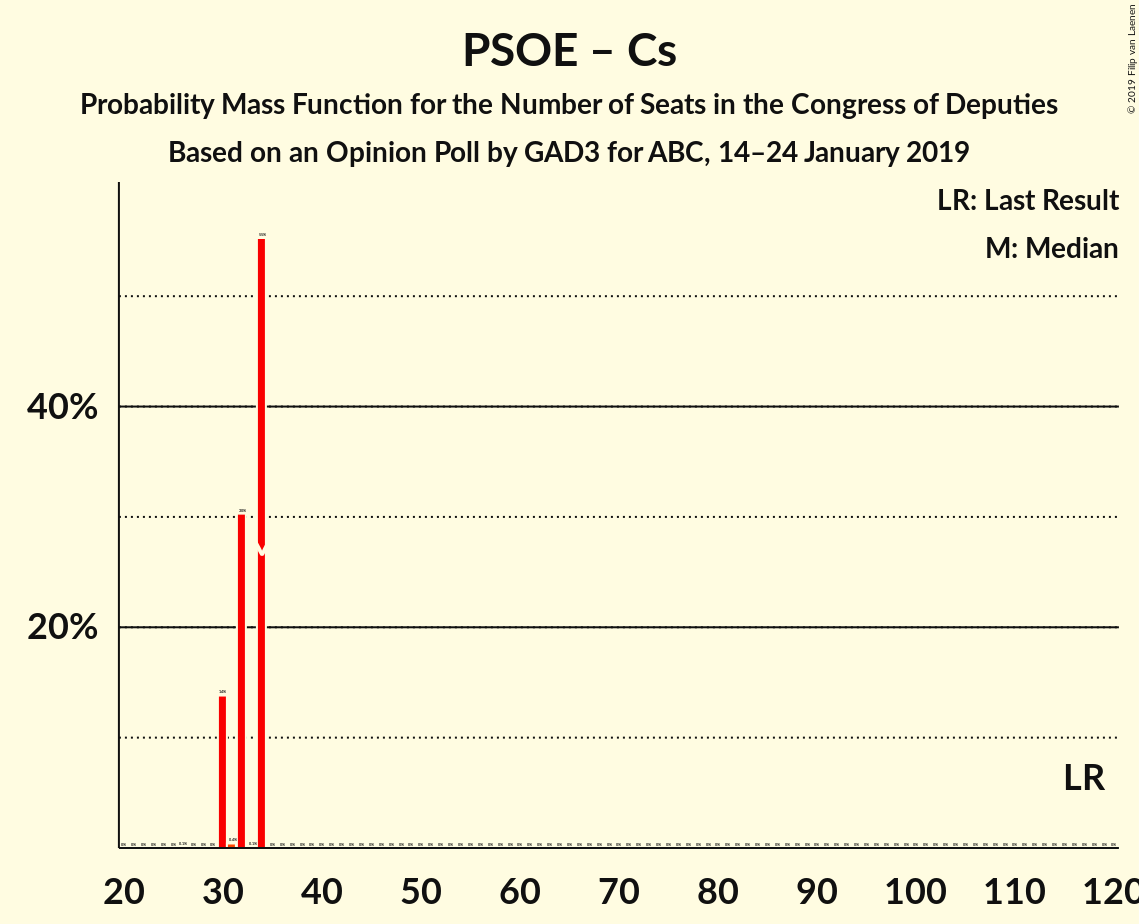 PSOE – Cs
Probability Mass Function for the Number of Seats in the Congress of Deputies
Based on an Opinion Poll by GAD3 for ABC, 14–24 January 2019
© 2019 Filip van Laenen
LR: Last Result
M: Median
40%
20%
M
LR
20 30 40 50 60 70 80 90 100 110 120